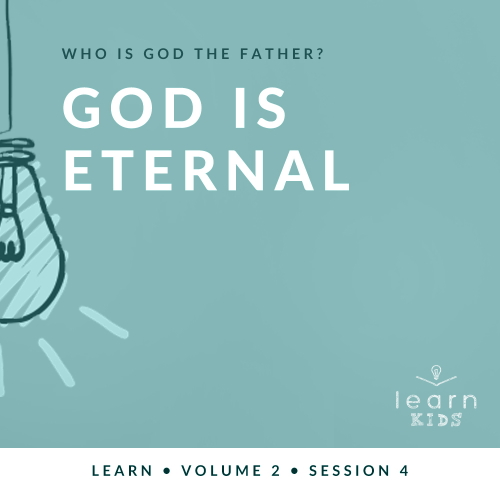 WHO IS GOD THE FATHER?
GOD IS
ETERNAL
learn
KIDS
LEARN • VOLUME 2 • SESSION 4